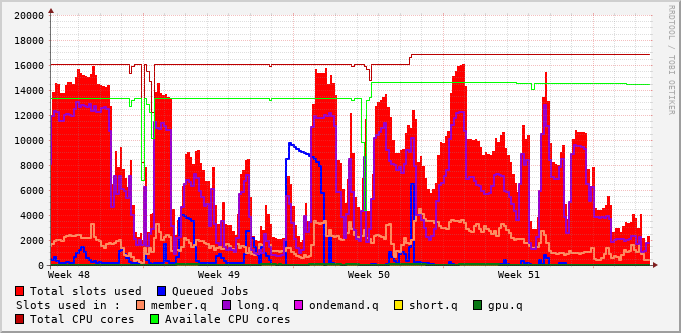 20000
18000
16000
14000
12000
10000
8000
6000
4000
2000
0
Week 48 Week 49 Week 50 Week 51
RRDTOOL / TOBI OETIKER
Total slots used Queued Jobs
Slots used in : member.q long.q ondemand.q short.q gpu.q
Total CPU cores Availale CPU cores